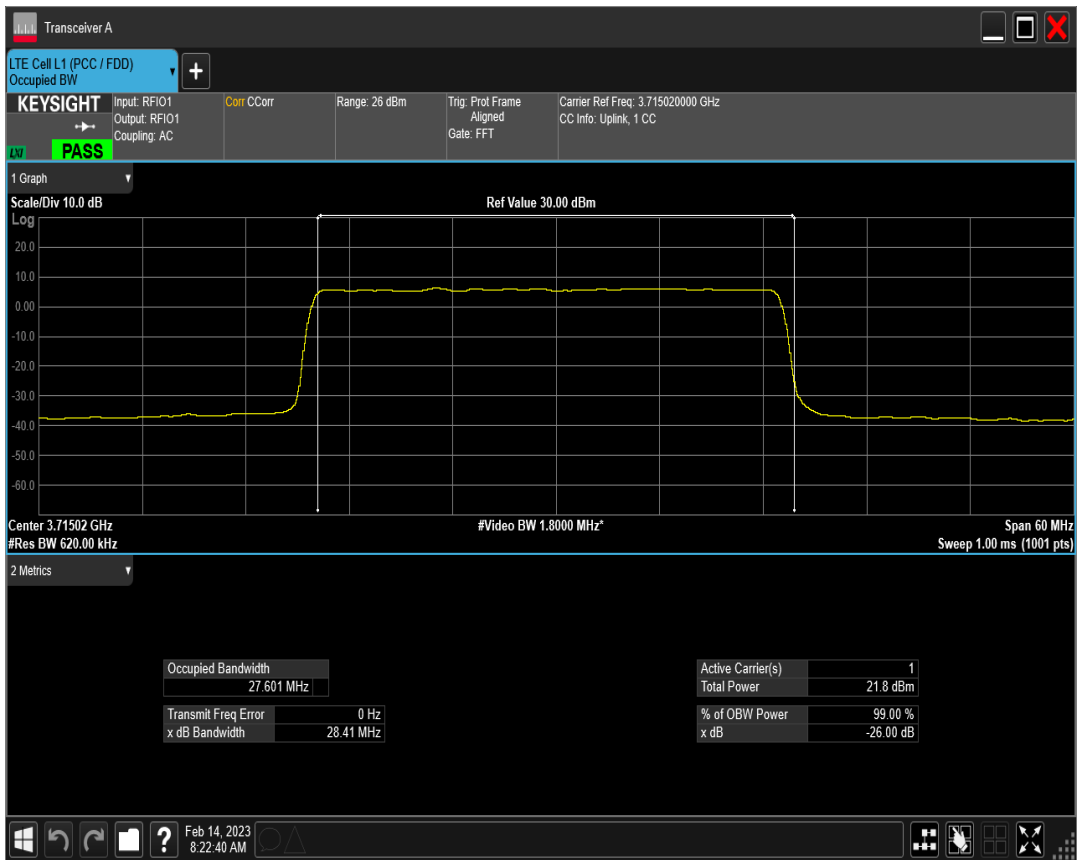 Transceiver A
LTE Cell L1 (PCC / FDD)
Occupied BW
+
KEYSIGHT
LXI
PASS
Input: RFIO1
Output: RFIO1
Coupling: AC
Corr CCorr
Range: 26 dBm
Trig: Prot Frame
Aligned
Gate: FFT
Carrier Ref Freq: 3.715020000 GHz
CC Info: Uplink, 1 CC
1 Graph
Scale/Div 10.0 dB
Ref Value 30.00 dBm
Log
20.0
10.0
0.00
-10.0
-20.0
-30.0
-40.0
-50.0
-60.0
Center 3.71502 GHz
#Video BW 1.8000 MHz*
Span 60 MHz
#Res BW 620.00 kHz
Sweep 1.00 ms (1001 pts)
2 Metrics
Occupied Bandwidth
27.601 MHz
Transmit Freq Error 0 Hz
x dB Bandwidth 28.41 MHz
Active Carrier(s) 1
Total Power 21.8 dBm
% of OBW Power 99.00 %
x dB -26.00 dB
?
Feb 14, 2023
8:22:40 AM